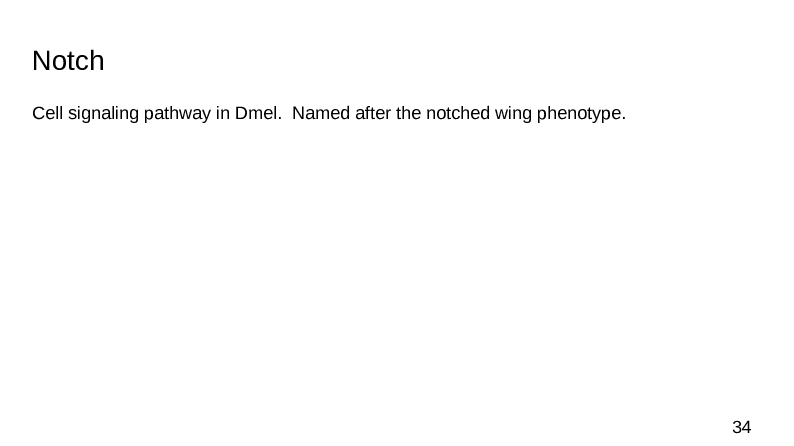 Notch
Cell signaling pathway in Dmel.  Named after the notched wing phenotype.
34